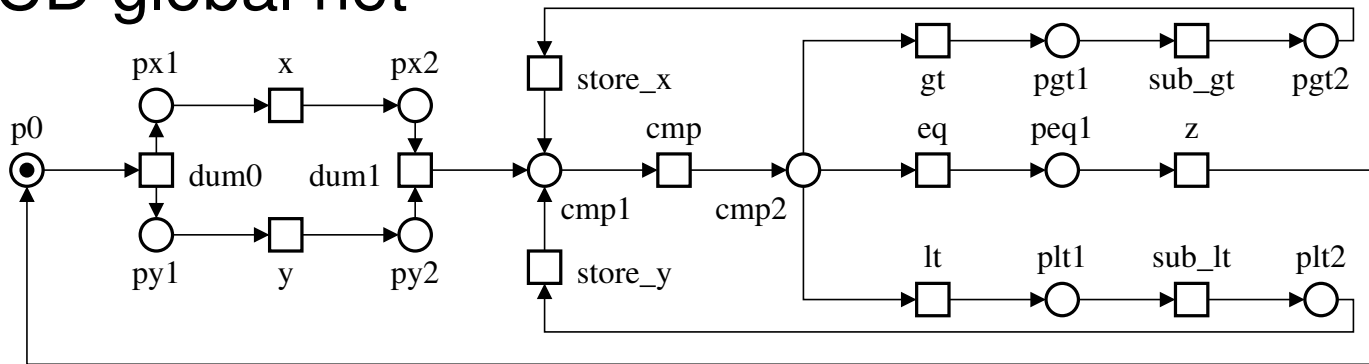 CD global net
px1 x px2
store_x
gt pgt1 sub_gt pgt2
p0
cmp
eq peq1 z
dum0 dum1
cmp1 cmp2
py1 y py2
store_y
lt plt1 sub_lt plt2